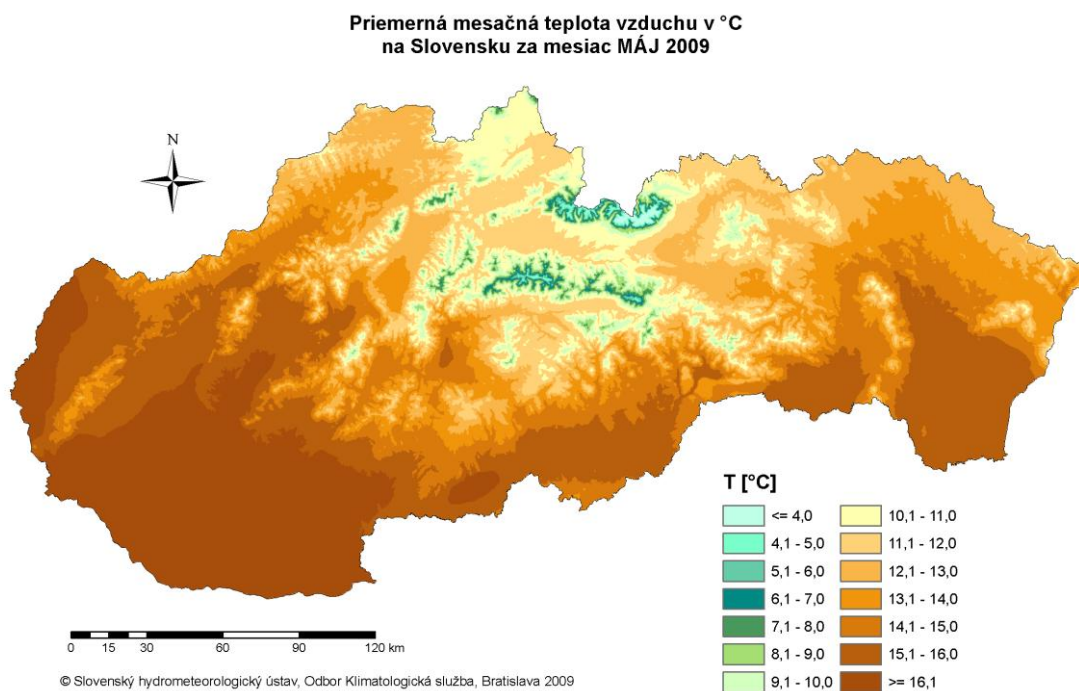 Priemerná mesačná teplota vzduchu v °C
na Slovensku za mesiac MÁJ 2009
N
T [°C]
<= 4,0
4,1 - 5,0
5,1 - 6,0
6,1 - 7,0
7,1 - 8,0
8,1 - 9,0
9,1 - 10,0
10,1 - 11,0
11,1 - 12,0
12,1 - 13,0
13,1 - 14,0
14,1 - 15,0
15,1 - 16,0
>= 16,1
0 15 30 60 90 120 km
© Slovenský hydrometeorologický ústav, Odbor Klimatologická služba, Bratislava 2009